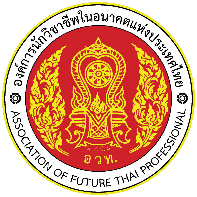 องค์การนักวิชาชีพในอนาคตแห่งประเทศไทย
อวท.
ASSOCIATION OF FUTURE THAI PROFESSIONAL